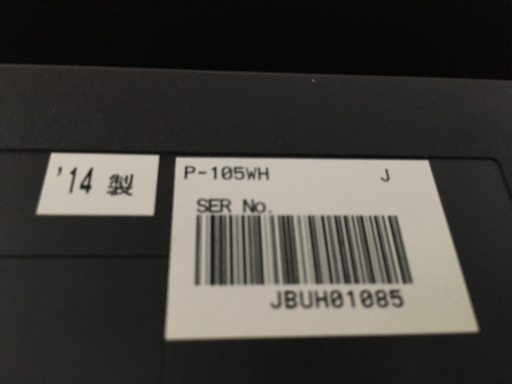 '14 製
P-105WH J
SER No.
JBUH01085